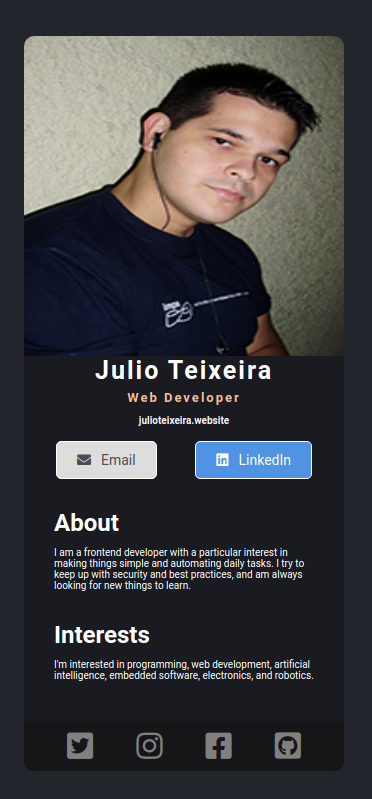 Julio Teixeira
Web Developer
julioteixeira.website
Email
LinkedIn
About
I am a frontend developer with a particular interest in
making things simple and automating daily tasks. I try to
keep up with security and best practices, and am always
looking for new things to learn.
Interests
I'm interested in programming, web development, artificial
intelligence, embedded software, electronics, and robotics.